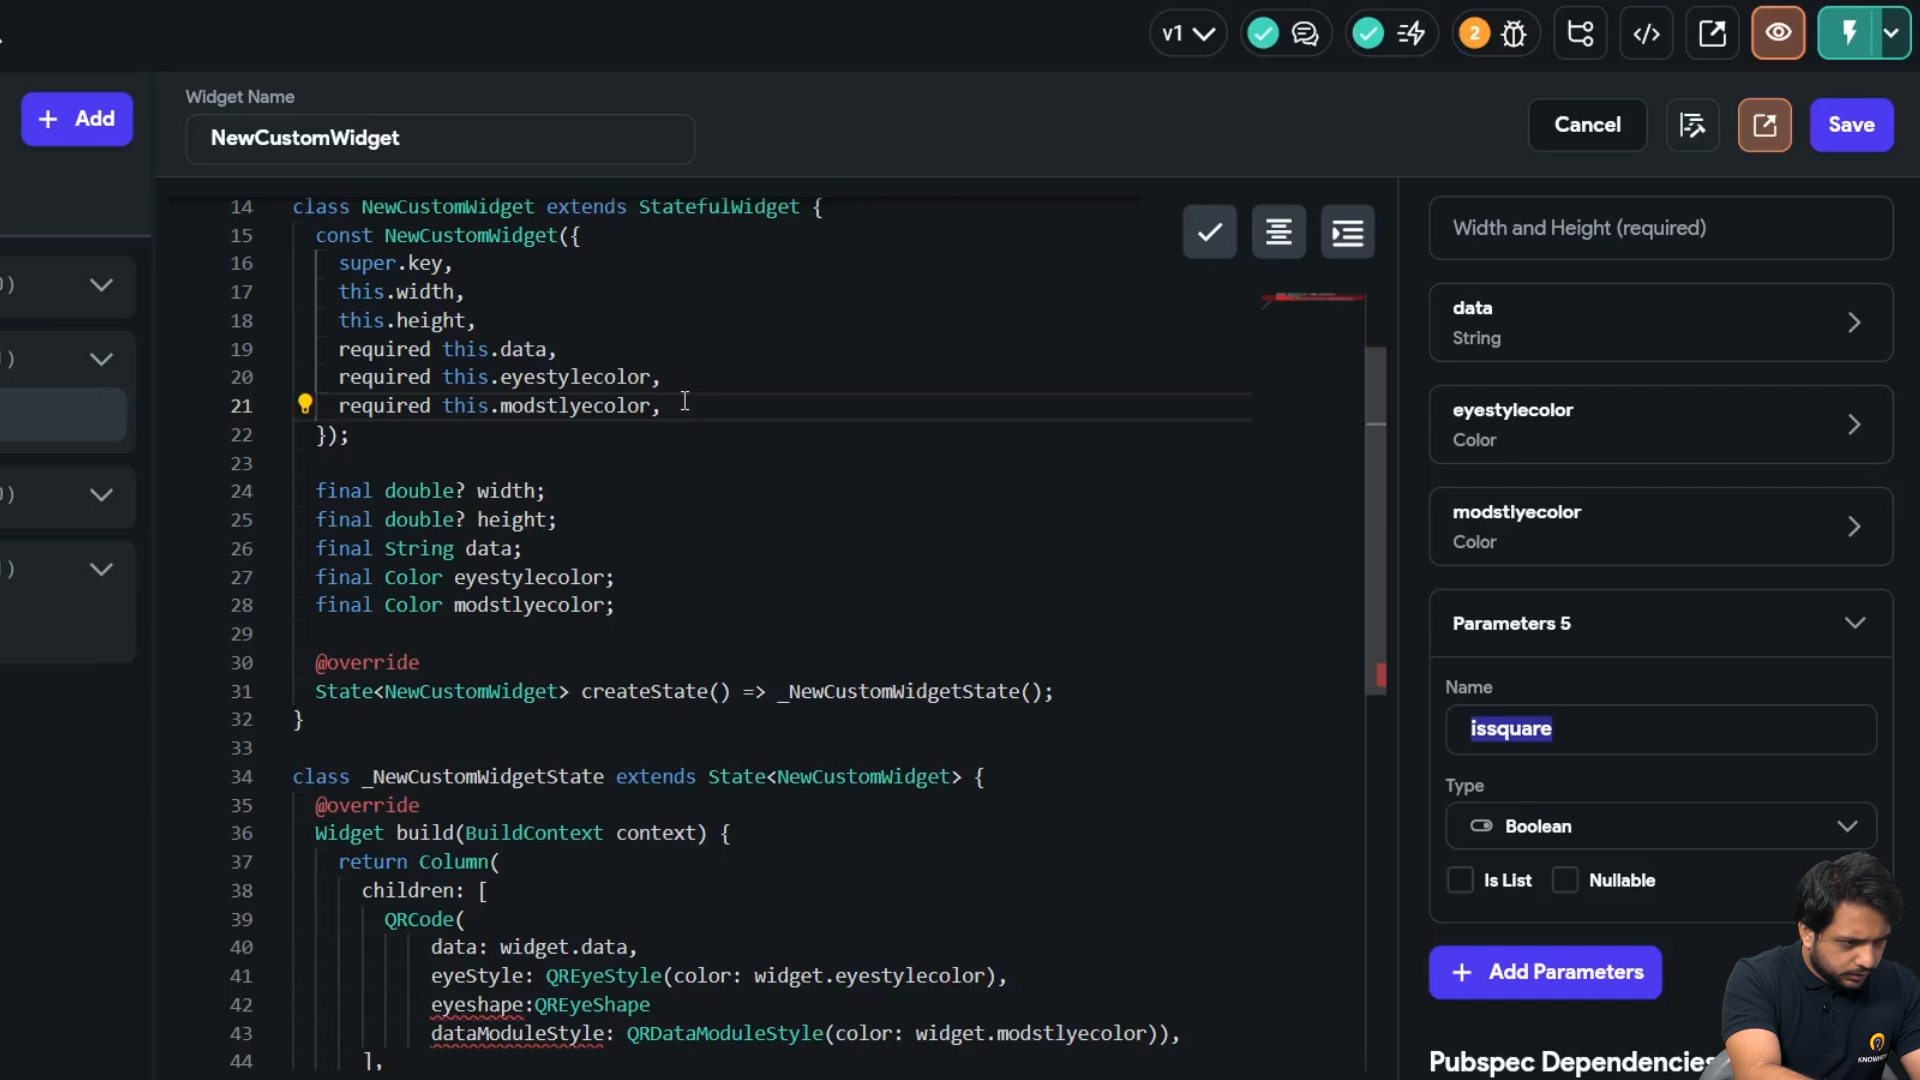 v1
2
+ Add
Widget Name
NewCustomWidget
Cancel
Save
14 class NewCustomWidget extends StatefulWidget {
15 const NewCustomWidget({
16 super.key,
17 this.width,
18 this.height,
19 required this.data,
20 required this.eyestylecolor,
21 required this.modstlyecolor,
22 });
23
24 final double? width;
25 final double? height;
26 final String data;
27 final Color eyestylecolor;
28 final Color modstlyecolor;
29
30 @override
31 State<NewCustomWidget> createState() => _NewCustomWidgetState();
32 }
33
34 class _NewCustomWidgetState extends State<NewCustomWidget> {
35 @override
36 Widget build(BuildContext context) {
37 return Column(
38 children: [
39 QRCode(
40 data: widget.data,
41 eyeStyle: QREyeStyle(color: widget.eyestylecolor),
42 eyeshape:QREyeShape
43 dataModuleStyle: QRDataModuleStyle(color: widget.modstlyecolor)),
44 ],
Width and Height (required)
data
String
eyestylecolor
Color
modstlyecolor
Color
Parameters 5
Name
issquare
Type
Boolean
Is List
Nullable
+ Add Parameters
Pubspec Dependencies